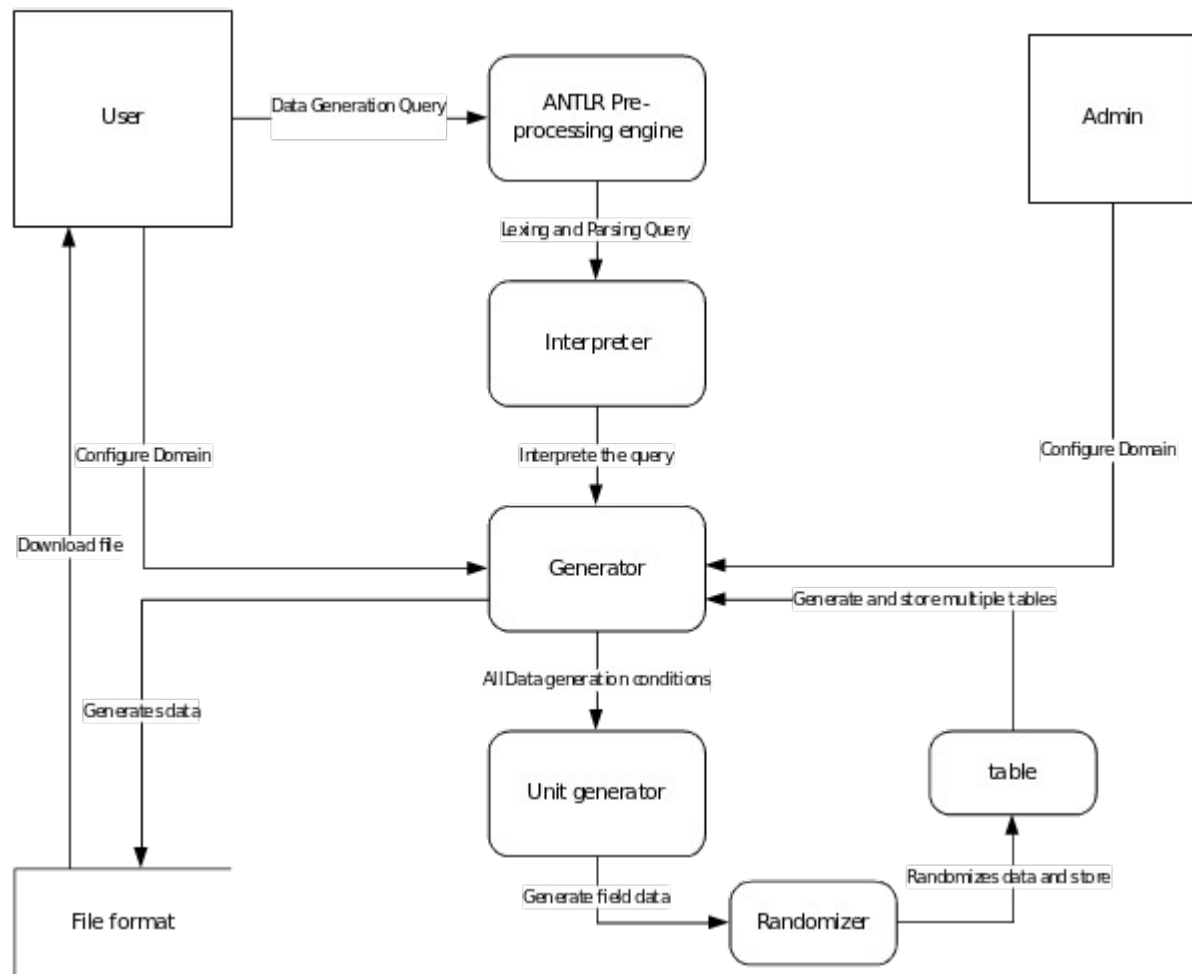 User
Data Generation Query
ANTLR Pre-
processing engine
Admin
Lexing and Parsing Query
Interpreter
Configure Domain
Interprete the query
Configure Domain
Download file
Generator
Generate and store multiple tables
All Data generation conditions
Generates data
Unit generator
table
Generate field data
Randomizes data and store
File format
Randomizer